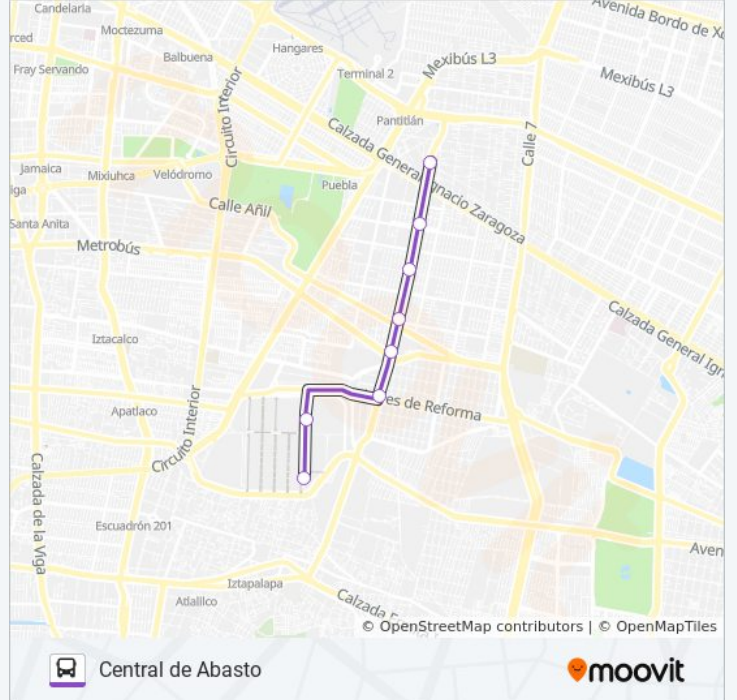 Candelaria
Avenida Bordo de X
rced
Moctezuma
Hangares
Mexibús L3
Balbuena
Fray Servando
Terminal 2
Mexibús L3
Circuito Interior
Pantitlán
Calle 7
Calzada General Ignacio Zaragoza
Jamaica
Mixiuhca
Velódromo
Puebla
iga
Calle Añil
Santa Anita
Metrobús
Calzada General Ign
Iztacalco
Apatlaco
es de Reforma
Circuito Interior
Calzada de la Viga
Escuadrón 201
Aven
Iztapalapa
Atlalilco
Calzada
© OpenStreetMap contributors | © OpenMapTiles
Central de Abasto
moovit